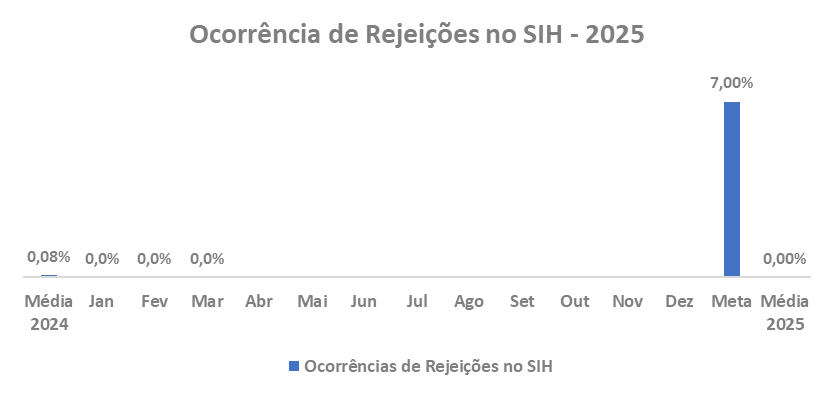 Ocorrência de Rejeições no SIH - 2025
7,00%
0,08% 0,0% 0,0% 0,0% 0,00%
Média Jan Fev Mar Abr Mai Jun Jul Ago Set Out Nov Dez Meta Média
2024 2025
Ocorrências de Rejeições no SIH